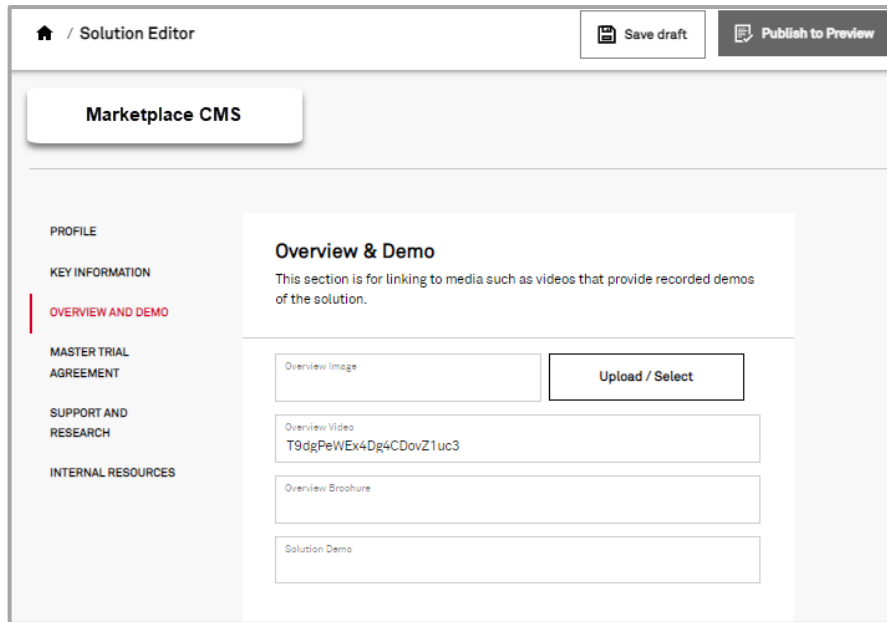 / Solution Editor
Save draft
Publish to Preview
Marketplace CMS
PROFILE
KEY INFORMATION
OVERVIEW AND DEMO
MASTER TRIAL
AGREEMENT
SUPPORT AND
RESEARCH
INTERNAL RESOURCES
Overview & Demo
This section is for linking to media such as videos that provide recorded demos
of the solution.
Overview Image
Upload / Select
Overview Video
T9dgPeWEx4Dg4CDovZ1uc3
Overview Brochure
Solution Demo